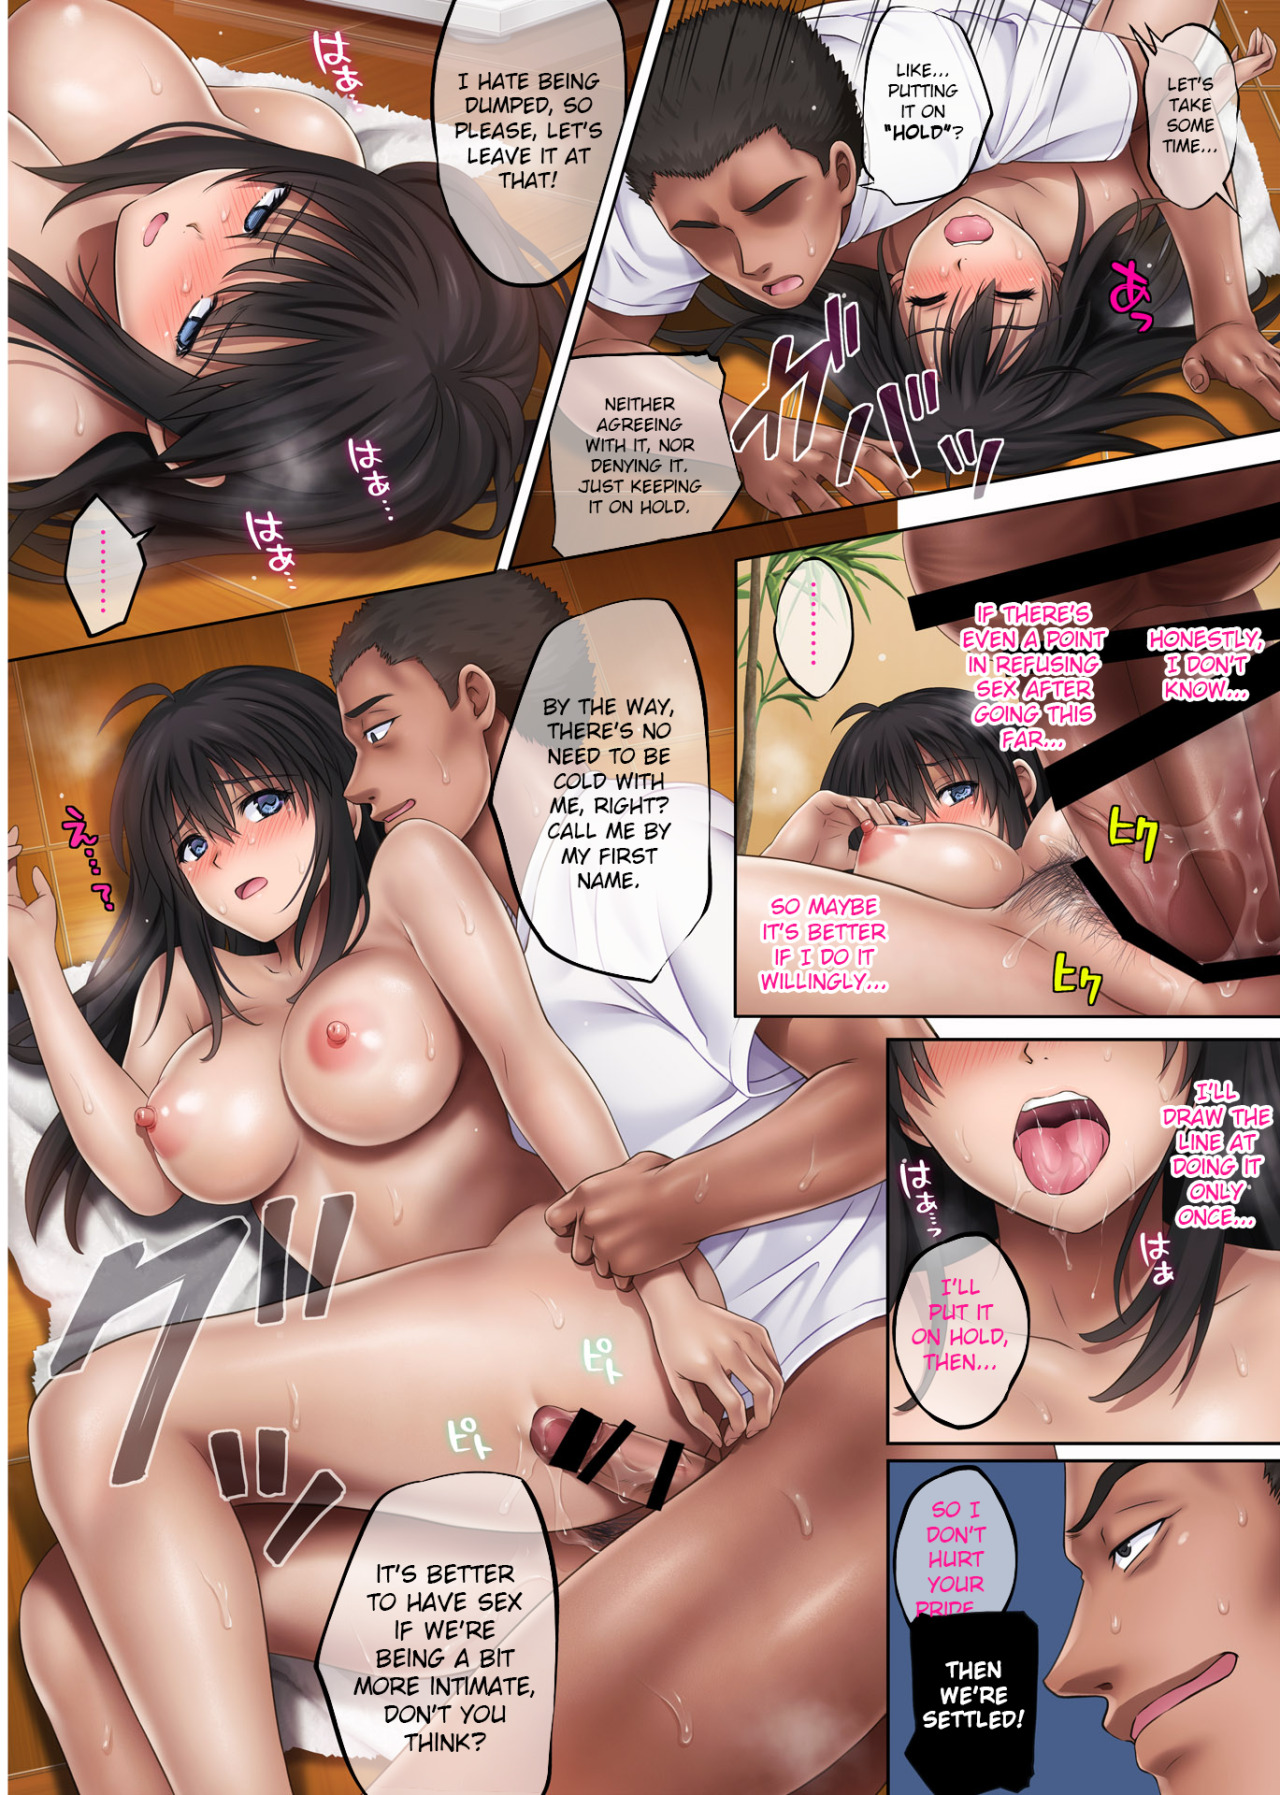 LET'S
TAKE
SOME
TIME...
LIKE...
PUTTING
IT ON
"HOLD"?
あっ
NEITHER
AGREEING
WITH IT, NOR
DENYING IT.
JUST KEEPING
IT ON HOLD.
I HATE BEING
DUMPED, SO
PLEASE, LET'S
LEAVE IT AT
THAT!
はぁ…
はぁ…
はぁ…
………
HONESTLY,
I DON'T
KNOW...
IF THERE'S
EVEN A POINT
IN REFUSING
SEX AFTER
GOING THIS
FAR...
………
ヒク
SO MAYBE
IT'S BETTER
IF I DO IT
WILLINGLY...
ヒク
I'LL
DRAW THE
LINE AT
DOING IT
ONLY
ONCE...
はぁ…っ
はぁ
I'LL
PUT IT
ON HOLD,
THEN...
SO I
DON'T
HURT
YOUR
PRIDE
THEN
WE'RE
SETTLED!
BY THE WAY,
THERE'S NO
NEED TO BE
COLD WITH
ME, RIGHT?
CALL ME BY
MY FIRST
NAME.
え…?
グ
ピト
ピト
IT'S BETTER
TO HAVE SEX
IF WE'RE
BEING A BIT
MORE INTIMATE,
DON'T YOU
THINK?